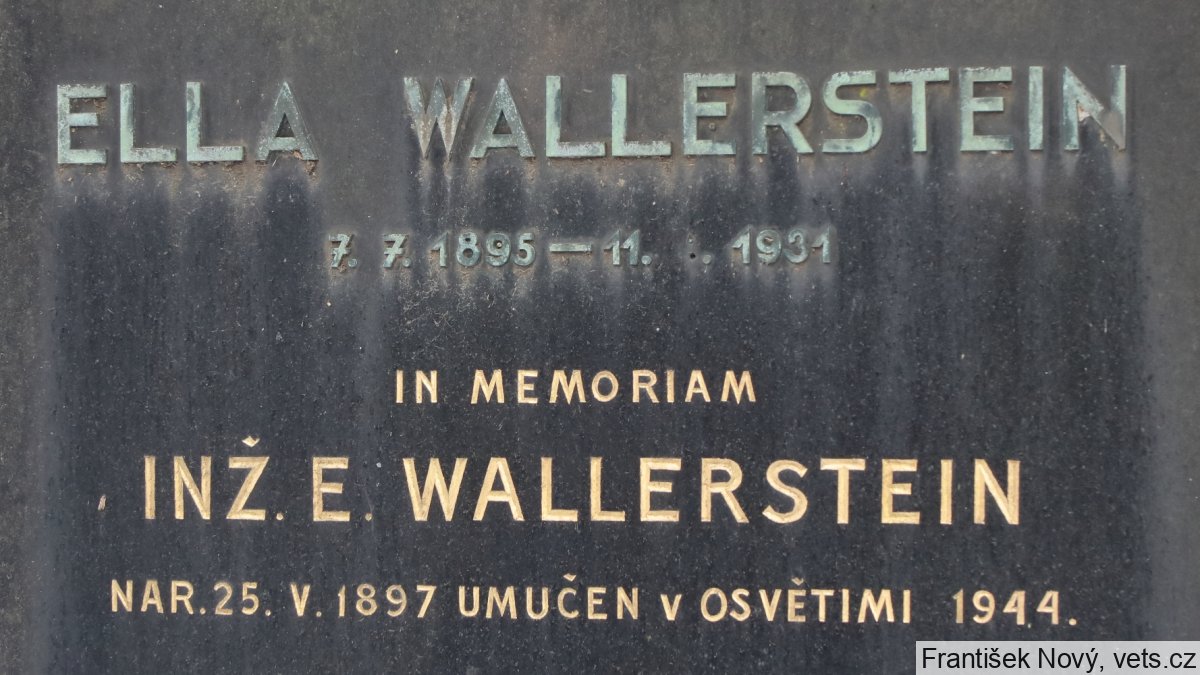 ELLA WALLERSTEIN
7. 7. 1895 — 11. . 1931
IN MEMORIAM
INŽ. E. WALLERSTEIN
NAR. 25. V. 1897 UMUČEN V OSVĚTIMI 1944.
František Nový, vets.cz